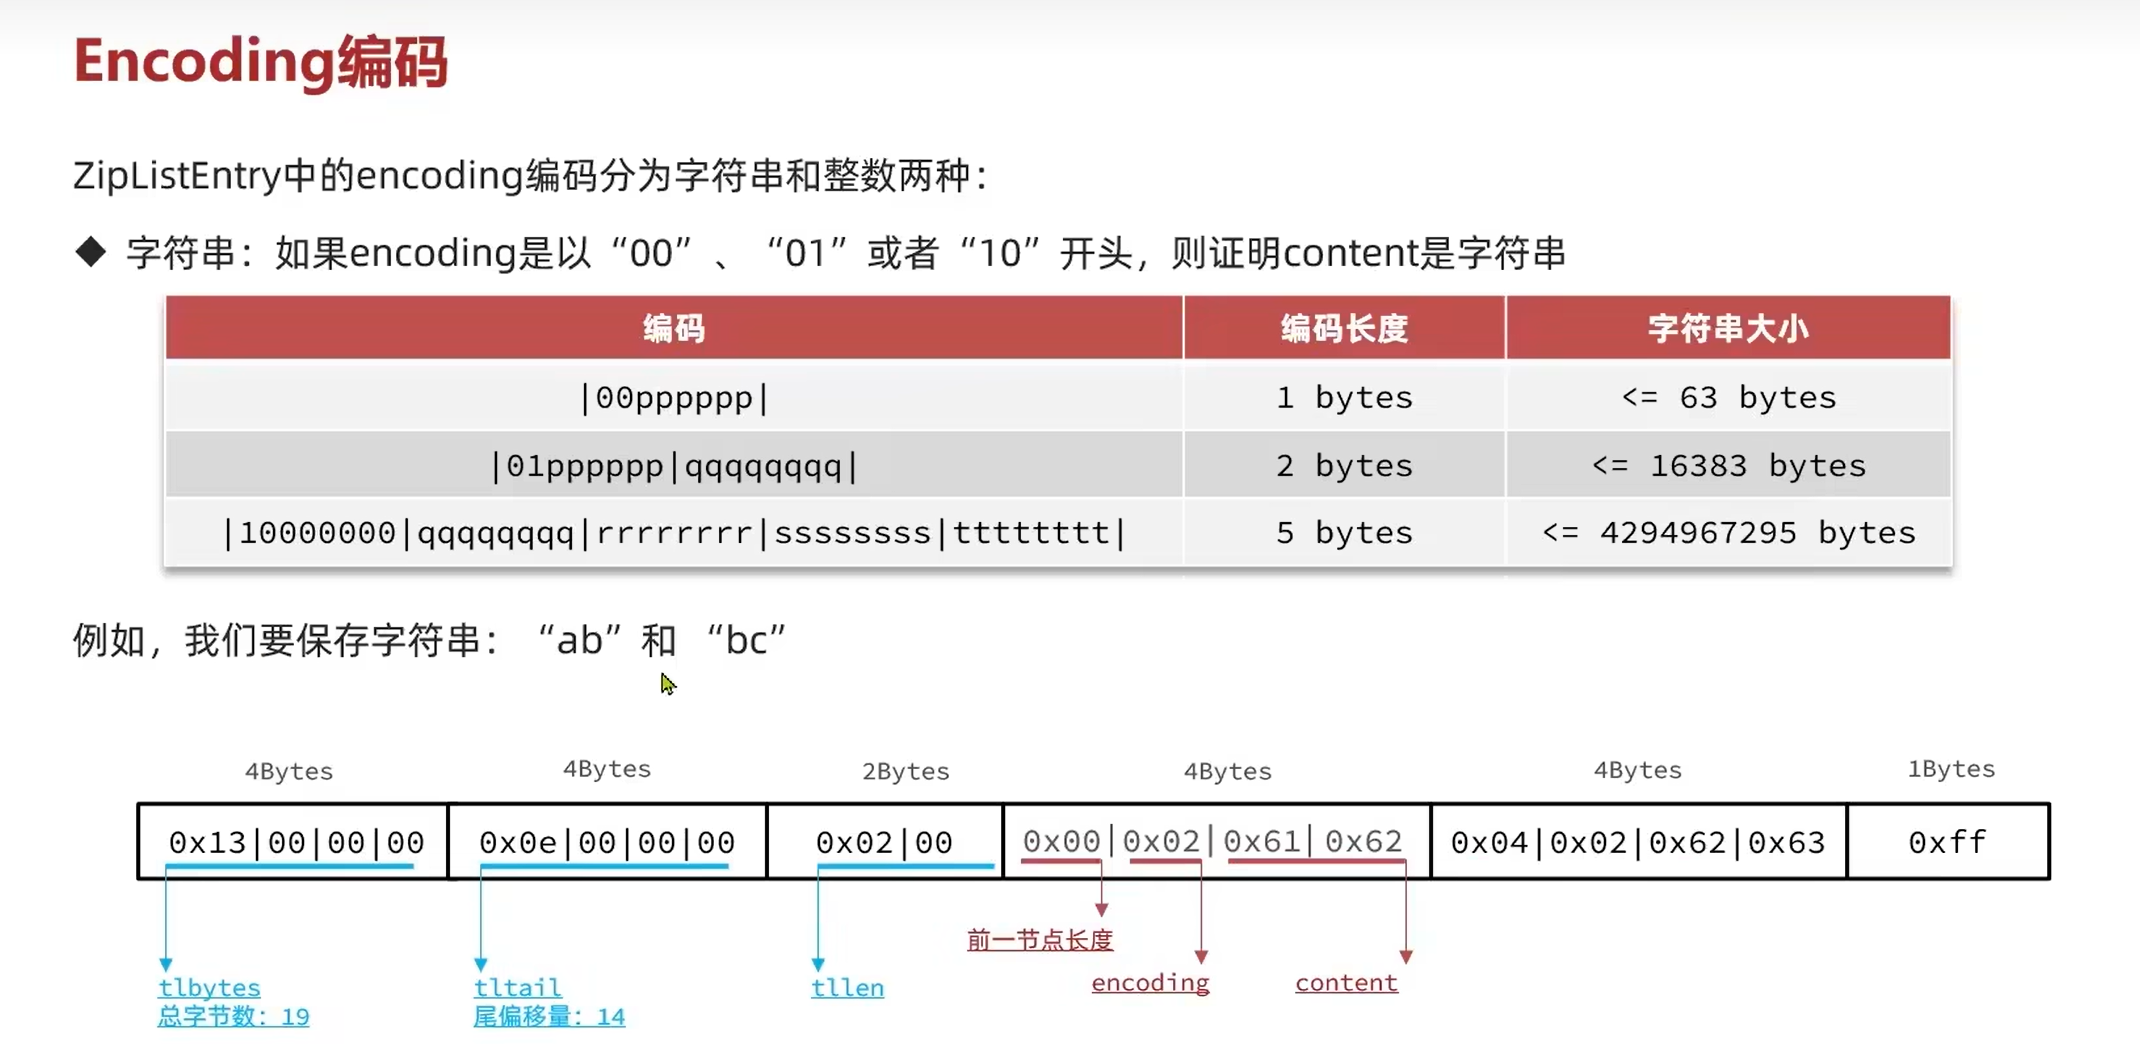 Encoding编码
ZipListEntry中的encoding编码分为字符串和整数两种：
◆ 字符串：如果encoding是以“00”、“01”或者“10”开头，则证明content是字符串
编码 编码长度 字符串大小
|00pppppp| 1 bytes <= 63 bytes
|01pppppp|qqqqqqqq| 2 bytes <= 16383 bytes
|10000000|qqqqqqqq|rrrrrrrr|ssssssss|tttttttt| 5 bytes <= 4294967295 bytes
例如，我们要保存字符串：“ab”和 “bc”
4Bytes 4Bytes 2Bytes 4Bytes 4Bytes 1Bytes
0x13|00|00|00 0x0e|00|00|00 0x02|00 0x00|0x02|0x61|0x62 0x04|0x02|0x62|0x63 0xff
前一节点长度
tlbytes tltail tllen encoding content
总字节数：19 尾偏移量：14